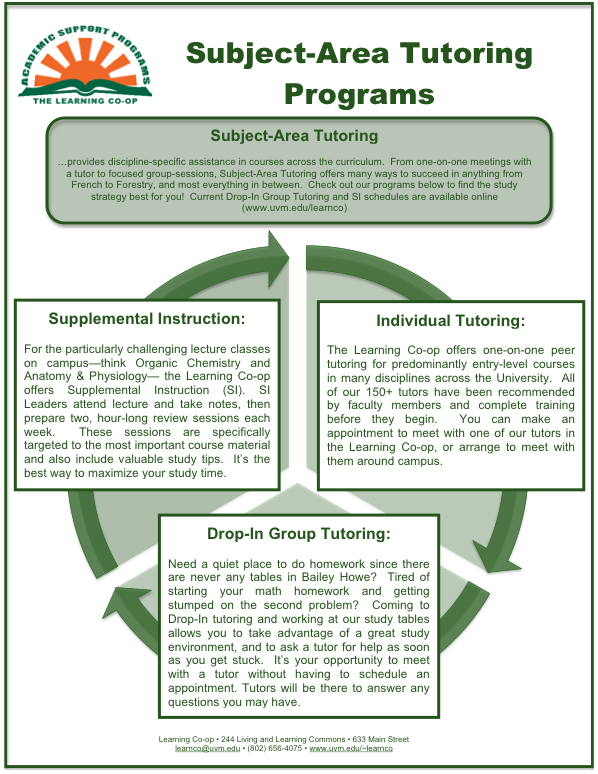 ACADEMIC SUPPORT PROGRAMS
THE LEARNING CO-OP
Subject-Area Tutoring
Programs
Subject-Area Tutoring
…provides discipline-specific assistance in courses across the curriculum.  From one-on-one meetings with
a tutor to focused group-sessions, Subject-Area Tutoring offers many ways to succeed in anything from
French to Forestry, and most everything in between.  Check out our programs below to find the study
strategy best for you!  Current Drop-In Group Tutoring and SI schedules are available online
(www.uvm.edu/learnco)
Supplemental Instruction:
For the particularly challenging lecture classes
on campus—think Organic Chemistry and
Anatomy & Physiology— the Learning Co-op
offers Supplemental Instruction (SI). SI
Leaders attend lecture and take notes, then
prepare two, hour-long review sessions each
week. These sessions are specifically
targeted to the most important course material
and also include valuable study tips.  It's the
best way to maximize your study time.
Individual Tutoring:
The Learning Co-op offers one-on-one peer
tutoring for predominantly entry-level courses
in many disciplines across the University.  All
of our 150+ tutors have been recommended
by faculty members and complete training
before they begin. You can make an
appointment to meet with one of our tutors in
the Learning Co-op, or arrange to meet with
them around campus.
Drop-In Group Tutoring:
Need a quiet place to do homework since there
are never any tables in Bailey Howe?  Tired of
starting your math homework and getting
stumped on the second problem?  Coming to
Drop-In tutoring and working at our study tables
allows you to take advantage of a great study
environment, and to ask a tutor for help as soon
as you get stuck.  It's your opportunity to meet
with a tutor without having to schedule an
appointment. Tutors will be there to answer any
questions you may have.
Learning Co-op • 244 Living and Learning Commons • 633 Main Street
learnco@uvm.edu • (802) 656-4075 • www.uvm.edu/~learnco